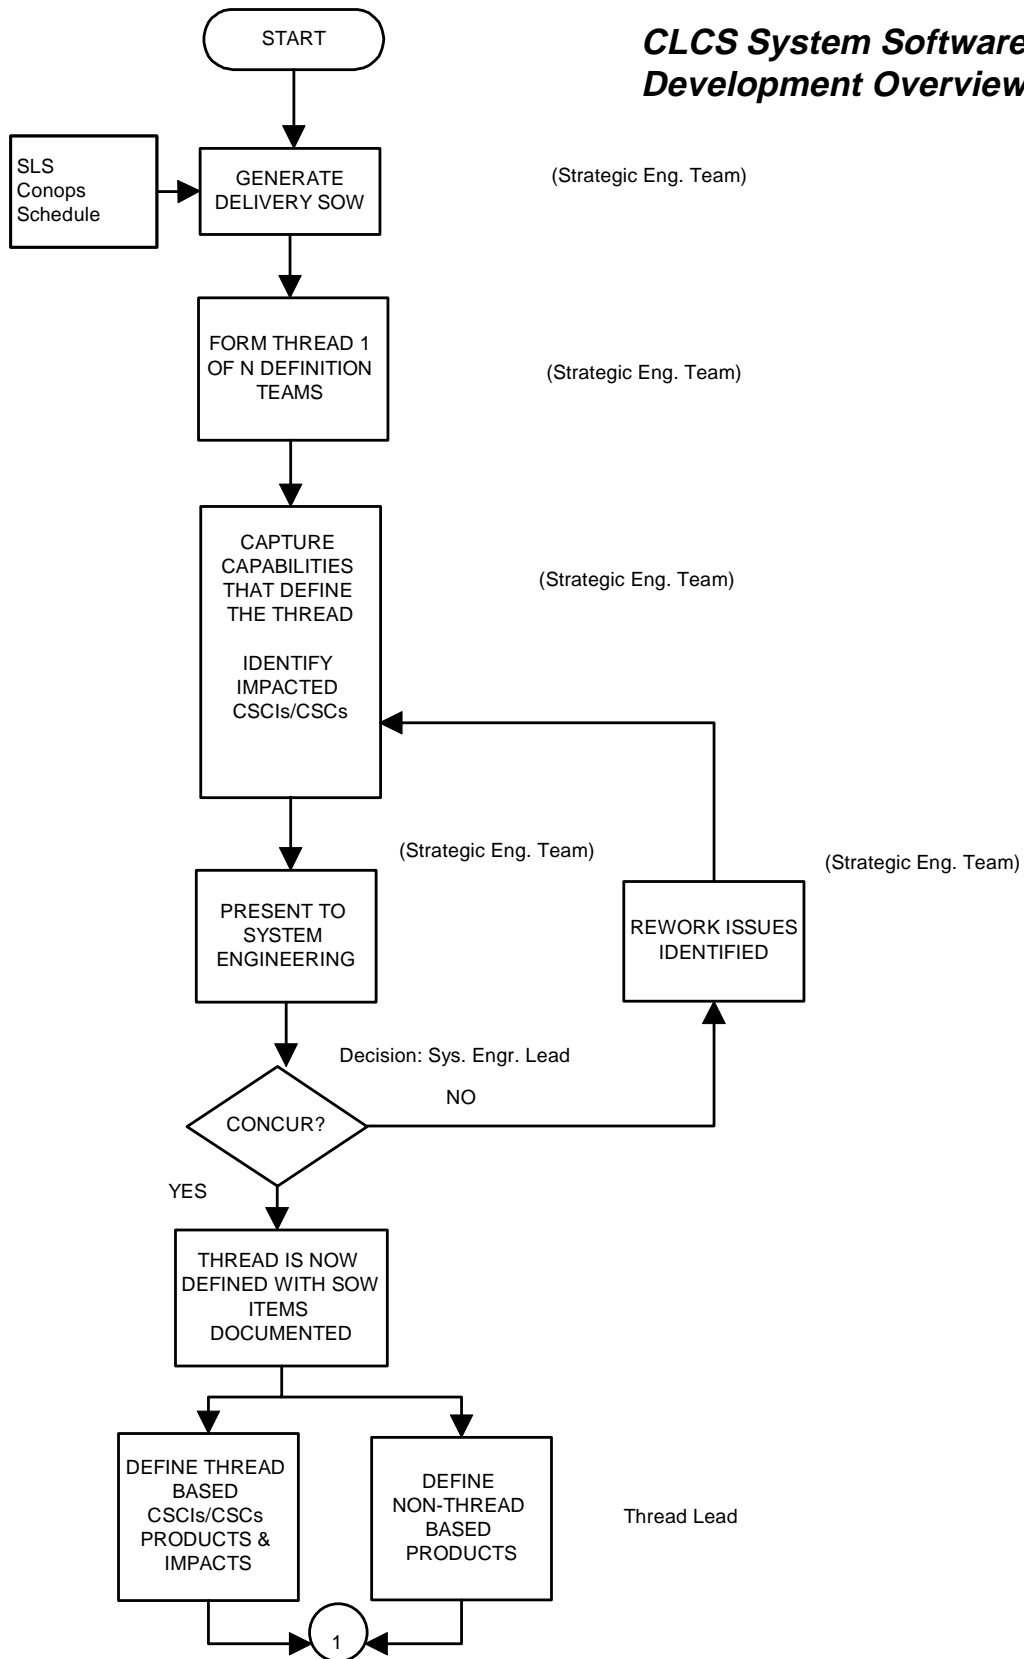 START
CLCS System Software
Development Overview
SLS
Conops
Schedule
GENERATE
DELIVERY SOW
(Strategic Eng. Team)
FORM THREAD 1
OF N DEFINITION
TEAMS
(Strategic Eng. Team)
CAPTURE
CAPABILITIES
THAT DEFINE
THE THREAD
IDENTIFY
IMPACTED
CSCIs/CSCs
(Strategic Eng. Team)
(Strategic Eng. Team)
(Strategic Eng. Team)
PRESENT TO
SYSTEM
ENGINEERING
REWORK ISSUES
IDENTIFIED
Decision: Sys. Engr. Lead
NO
CONCUR?
YES
THREAD IS NOW
DEFINED WITH SOW
ITEMS
DOCUMENTED
DEFINE THREAD
BASED
CSCIs/CSCs
PRODUCTS &
IMPACTS
DEFINE
NON-THREAD
BASED
PRODUCTS
Thread Lead
1